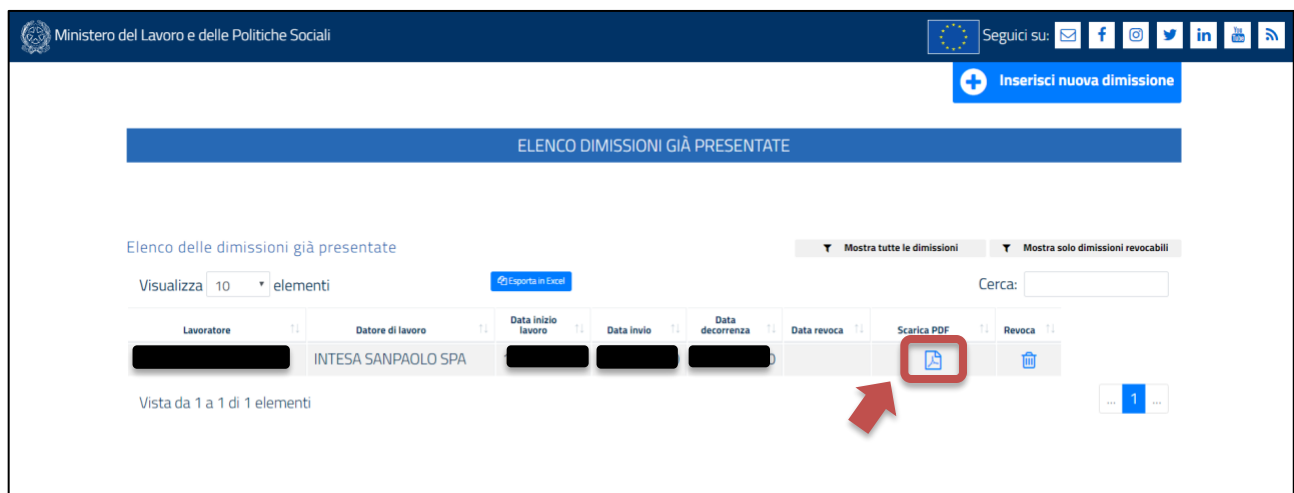 Ministero del Lavoro e delle Politiche Sociali Seguici su: You Tube
Inserisci nuova dimissione
ELENCO DIMISSIONI GIÀ PRESENTATE
Elenco delle dimissioni già presentate Mostra tutte le dimissioni Mostra solo dimissioni revocabili
Visualizza 10 elementi Esporta in Excel Cerca:
Lavoratore Datore di lavoro Data inizio lavoro Data invio Data decorrenza Data revoca Scarica PDF Revoca
INTESA SANPAOLO SPA
Vista da 1 a 1 di 1 elementi ... 1 ...